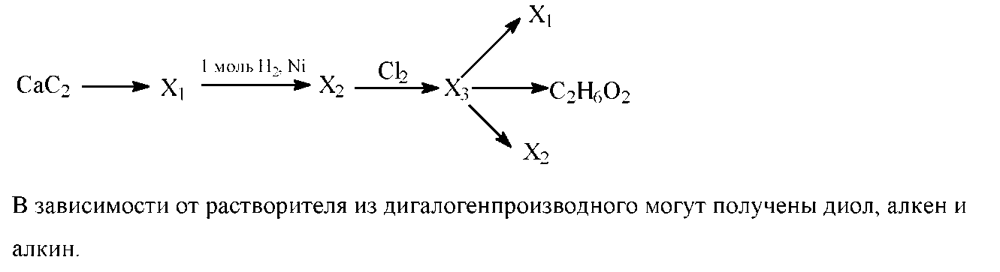 X₁
CaC₂ X₁ 1 моль H₂, Ni X₂ Cl₂ X₃ C₂H₆O₂
X₂
В зависимости от растворителя из дигалогенпроизводного могут получены диол, алкен и
алкин.